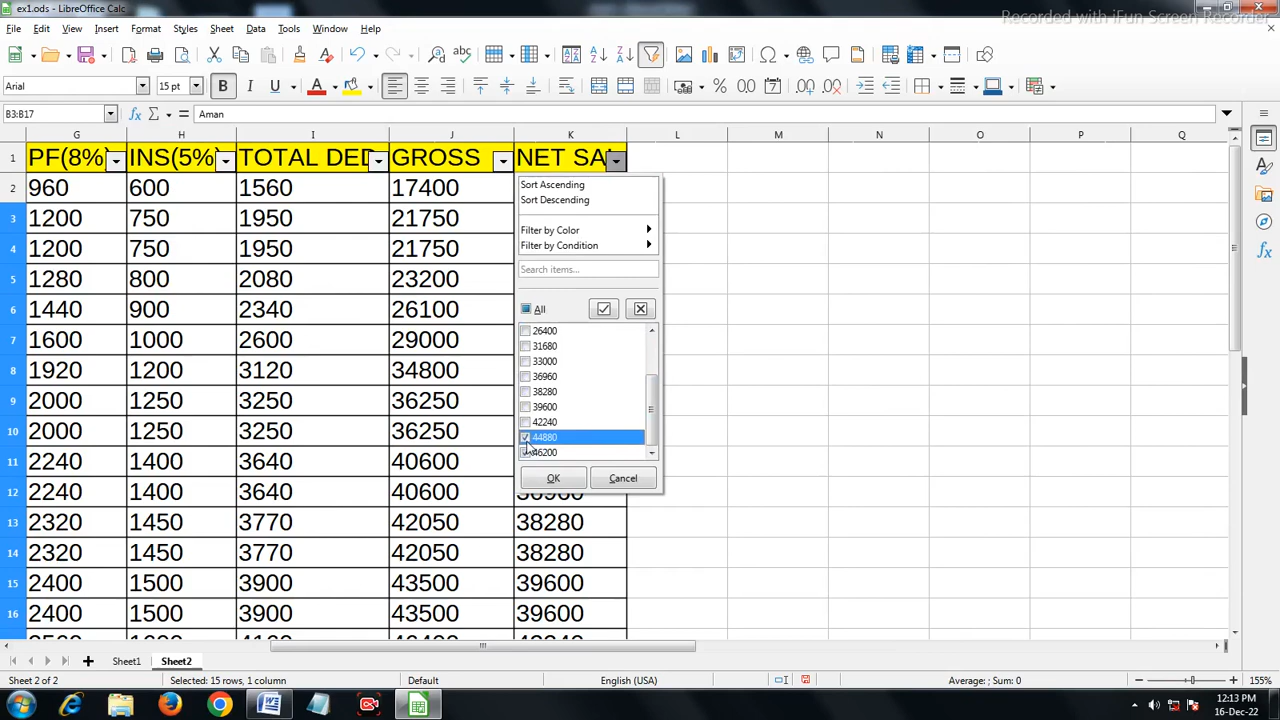 ex1.ods - LibreOffice Calc
Recorded with iFun Screen Recorder
File Edit View Insert Format Styles Sheet Data Tools Window Help
Arial 15 pt
B3:B17 Aman
G H I J K L M N O P Q
1 PF(8%) INS(5%) TOTAL DED GROSS NET SAL
2 960 600 1560 17400
3 1200 750 1950 21750
4 1200 750 1950 21750
5 1280 800 2080 23200
6 1440 900 2340 26100
7 1600 1000 2600 29000
8 1920 1200 3120 34800
9 2000 1250 3250 36250
10 2000 1250 3250 36250
11 2240 1400 3640 40600
12 2240 1400 3640 40600 36960
13 2320 1450 3770 42050 38280
14 2320 1450 3770 42050 38280
15 2400 1500 3900 43500 39600
16 2400 1500 3900 43500 39600
2560 1600 4160 46400 42240
Sort Ascending
Sort Descending
Filter by Color
Filter by Condition
Search items...
All
26400
31680
33000
36960
38280
39600
42240
44880
46200
OK Cancel
Sheet1 Sheet2
Sheet 2 of 2 Selected: 15 rows, 1 column Default English (USA) Average: ; Sum: 0 155%
12:13 PM
16-Dec-22